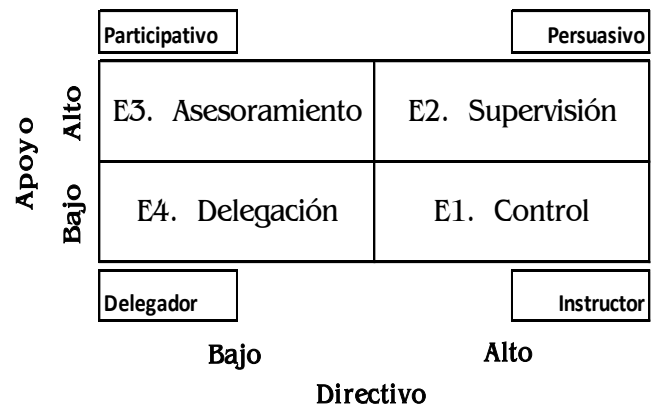 Participativo
Persuasivo
Apoyo
Alto
E3. Asesoramiento
E2. Supervisión
Bajo
E4. Delegación
E1. Control
Delegador
Instructor
Bajo
Alto
Directivo